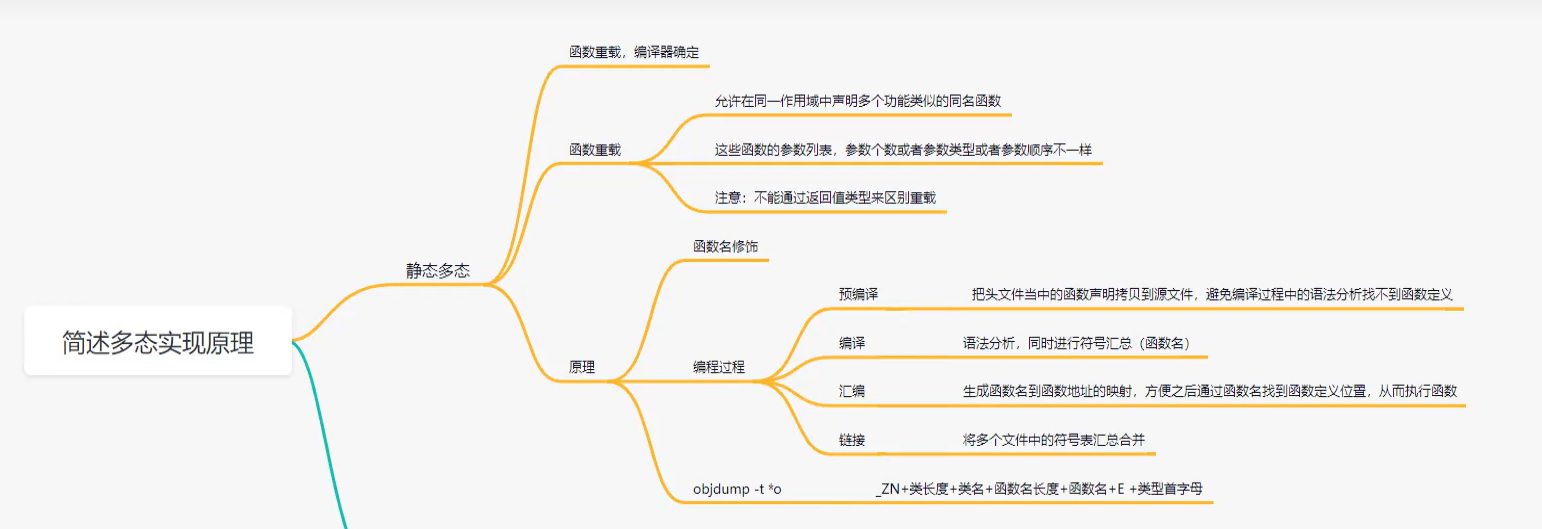 函数重载，编译器确定
允许在同一作用域中声明多个功能类似的同名函数
函数重载
这些函数的参数列表，参数个数或者参数类型或者参数顺序不一样
注意：不能通过返回值类型来区别重载
函数名修饰
静态多态
预编译 把头文件当中的函数声明拷贝到源文件，避免编译过程中的语法分析找不到函数定义
简述多态实现原理
编译 语法分析，同时进行符号汇总（函数名）
原理
编程过程
汇编 生成函数名到函数地址的映射，方便之后通过函数名找到函数定义位置，从而执行函数
链接 将多个文件中的符号表汇总合并
objdump -t *o _ZN+类长度+类名+函数名长度+函数名+E +类型首字母